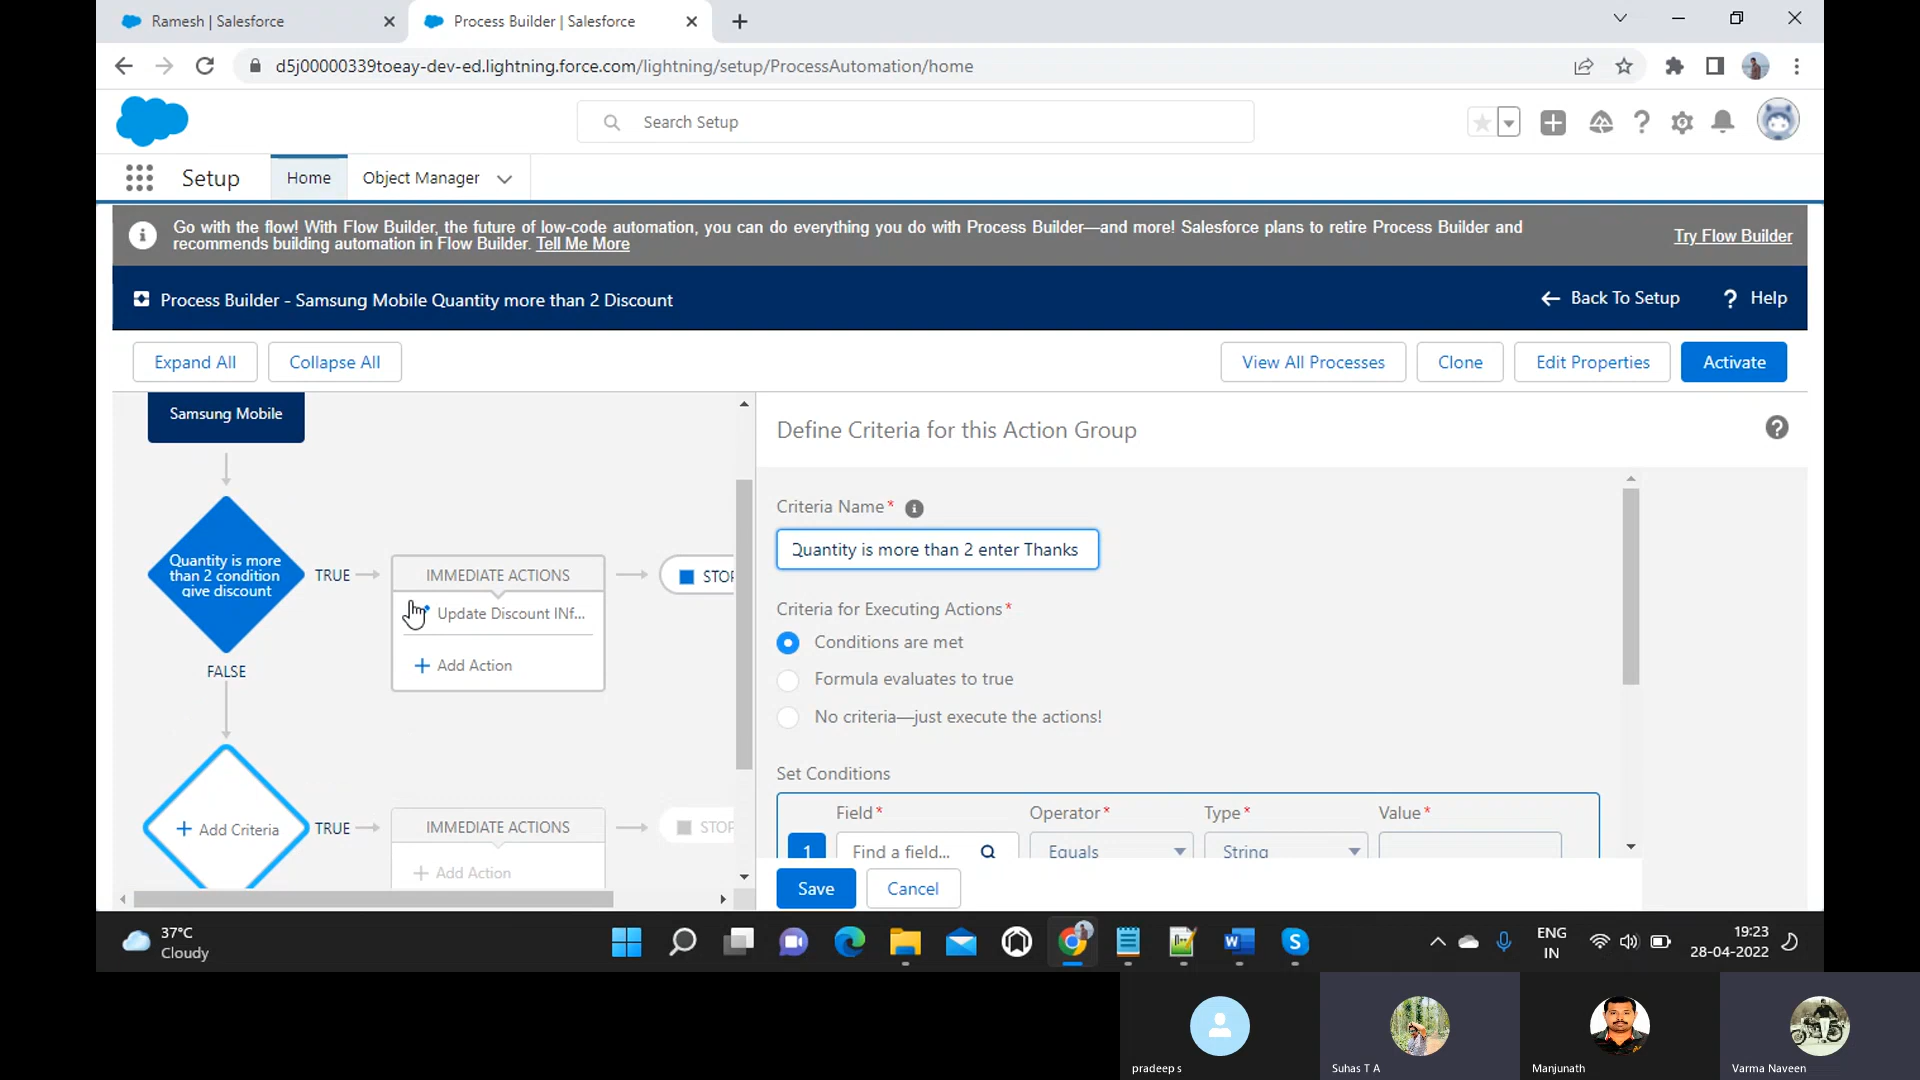 Ramesh | Salesforce
Process Builder | Salesforce
d5j00000339toeay-dev-ed.lightning.force.com/lightning/setup/ProcessAutomation/home
Search Setup
Setup
Home
Object Manager
Go with the flow! With Flow Builder, the future of low-code automation, you can do everything you do with Process Builder—and more! Salesforce plans to retire Process Builder and
recommends building automation in Flow Builder. Tell Me More
Try Flow Builder
Process Builder - Samsung Mobile Quantity more than 2 Discount
Back To Setup
? Help
Expand All
Collapse All
View All Processes
Clone
Edit Properties
Activate
Samsung Mobile
Quantity is more
than 2 condition
give discount
TRUE
IMMEDIATE ACTIONS
STOP
Update Discount INf...
+ Add Action
FALSE
+ Add Criteria
TRUE
IMMEDIATE ACTIONS
STOP
+ Add Action
Define Criteria for this Action Group
Criteria Name*
Quantity is more than 2 enter Thanks
Criteria for Executing Actions*
Conditions are met
Formula evaluates to true
No criteria—just execute the actions!
Set Conditions
Field*
Operator*
Type*
Value*
1
Find a field...
Equals
String
Save
Cancel
37°C
Cloudy
ENG
IN
19:23
28-04-2022
pradeep s
Suhas T A
Manjunath
Varma Naveen